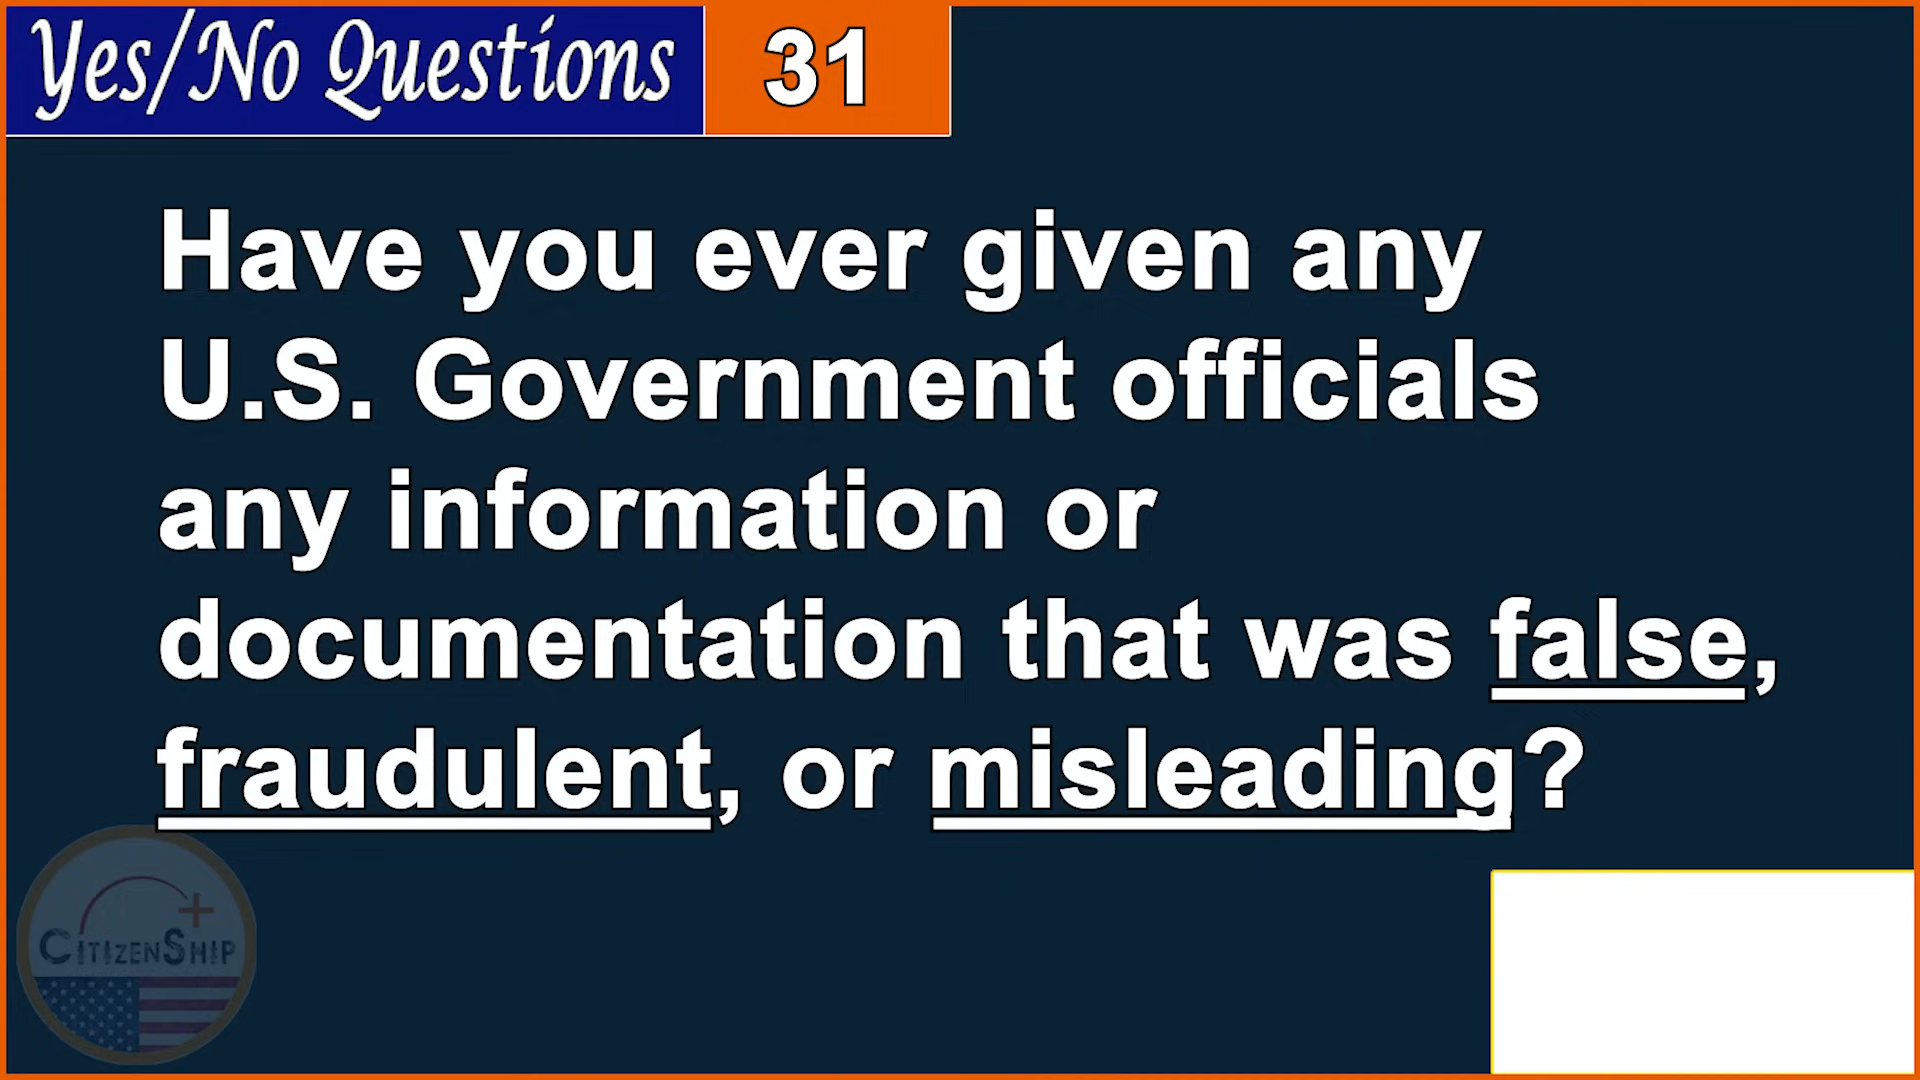 Yes/No Questions 31
Have you ever given any
U.S. Government officials
any information or
documentation that was false,
fraudulent, or misleading?
CITIZENSHIP